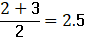 (2 + 3)/2 = 2.5